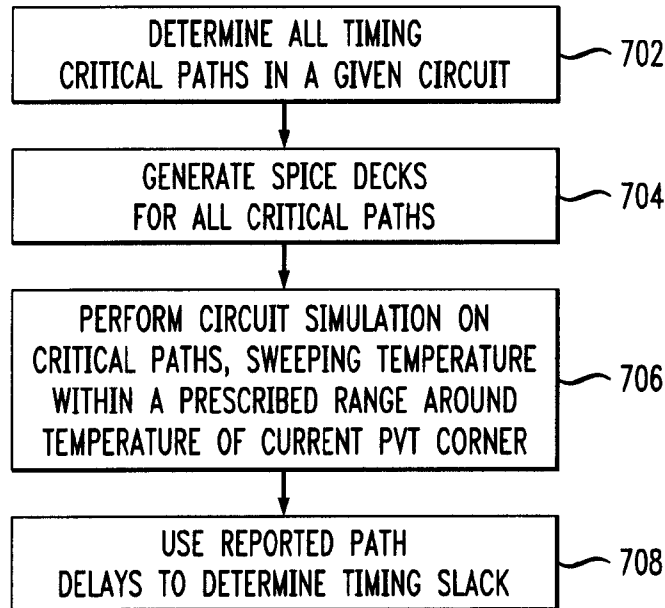 DETERMINE ALL TIMING
CRITICAL PATHS IN A GIVEN CIRCUIT
702
GENERATE SPICE DECKS
FOR ALL CRITICAL PATHS
704
PERFORM CIRCUIT SIMULATION ON
CRITICAL PATHS, SWEEPING TEMPERATURE
WITHIN A PRESCRIBED RANGE AROUND
TEMPERATURE OF CURRENT PVT CORNER
706
USE REPORTED PATH
DELAYS TO DETERMINE TIMING SLACK
708